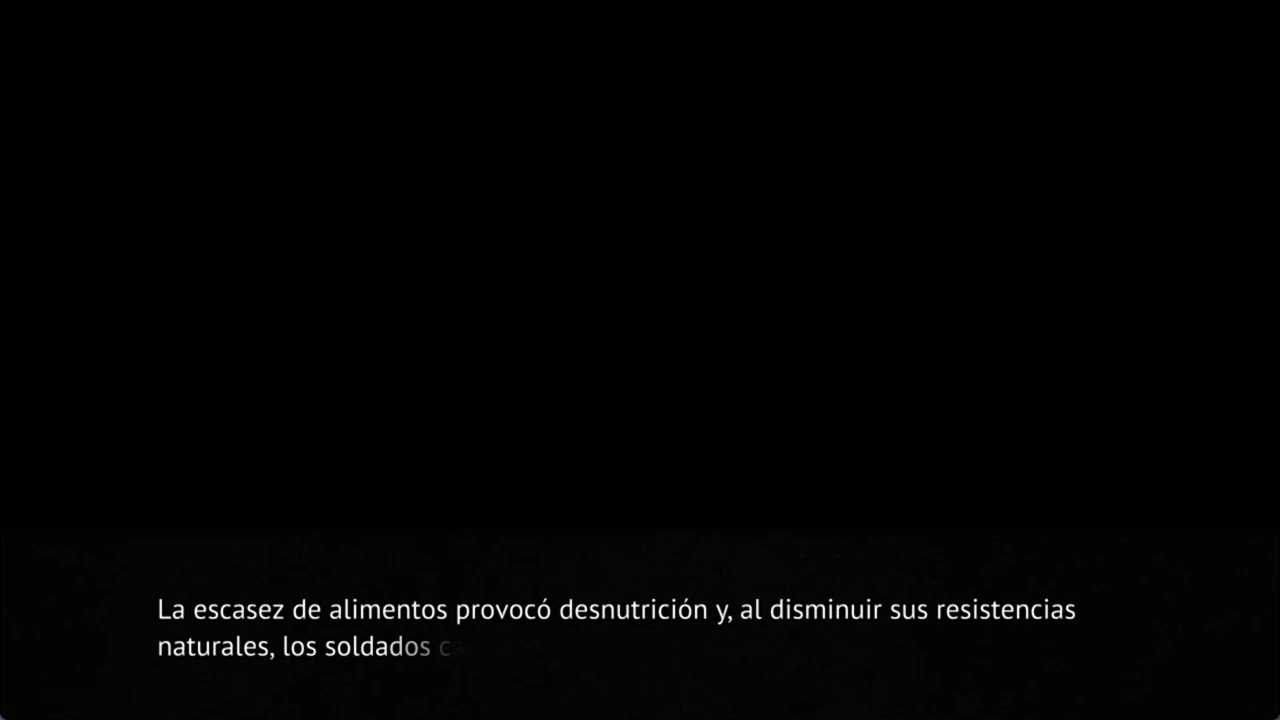 La escasez de alimentos provocó desnutrición y, al disminuir sus resistencias
naturales, los soldados